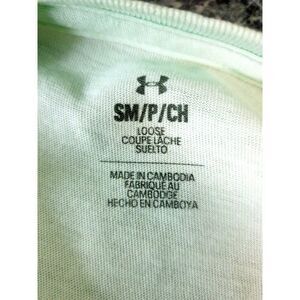 SM/P/CH
LOOSE
COUPE LACHE
SUELTO
MADE IN CAMBODIA
FABRIQUÉ AU
CAMBODGE
HECHO EN CAMBOYA